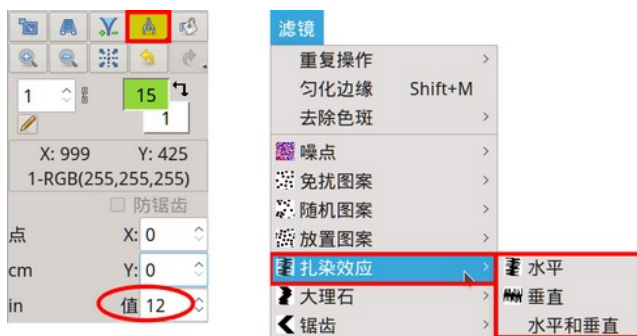 1
15
1
X: 999 Y: 425
1-RGB(255,255,255)
防锯齿
点 X: 0
cm Y: 0
in 值 12
滤镜
重复操作
匀化边缘 Shift+M
去除色斑
噪点
免扰图案
随机图案
放置图案
扎染效应
大理石
锯齿
水平
垂直
水平和垂直